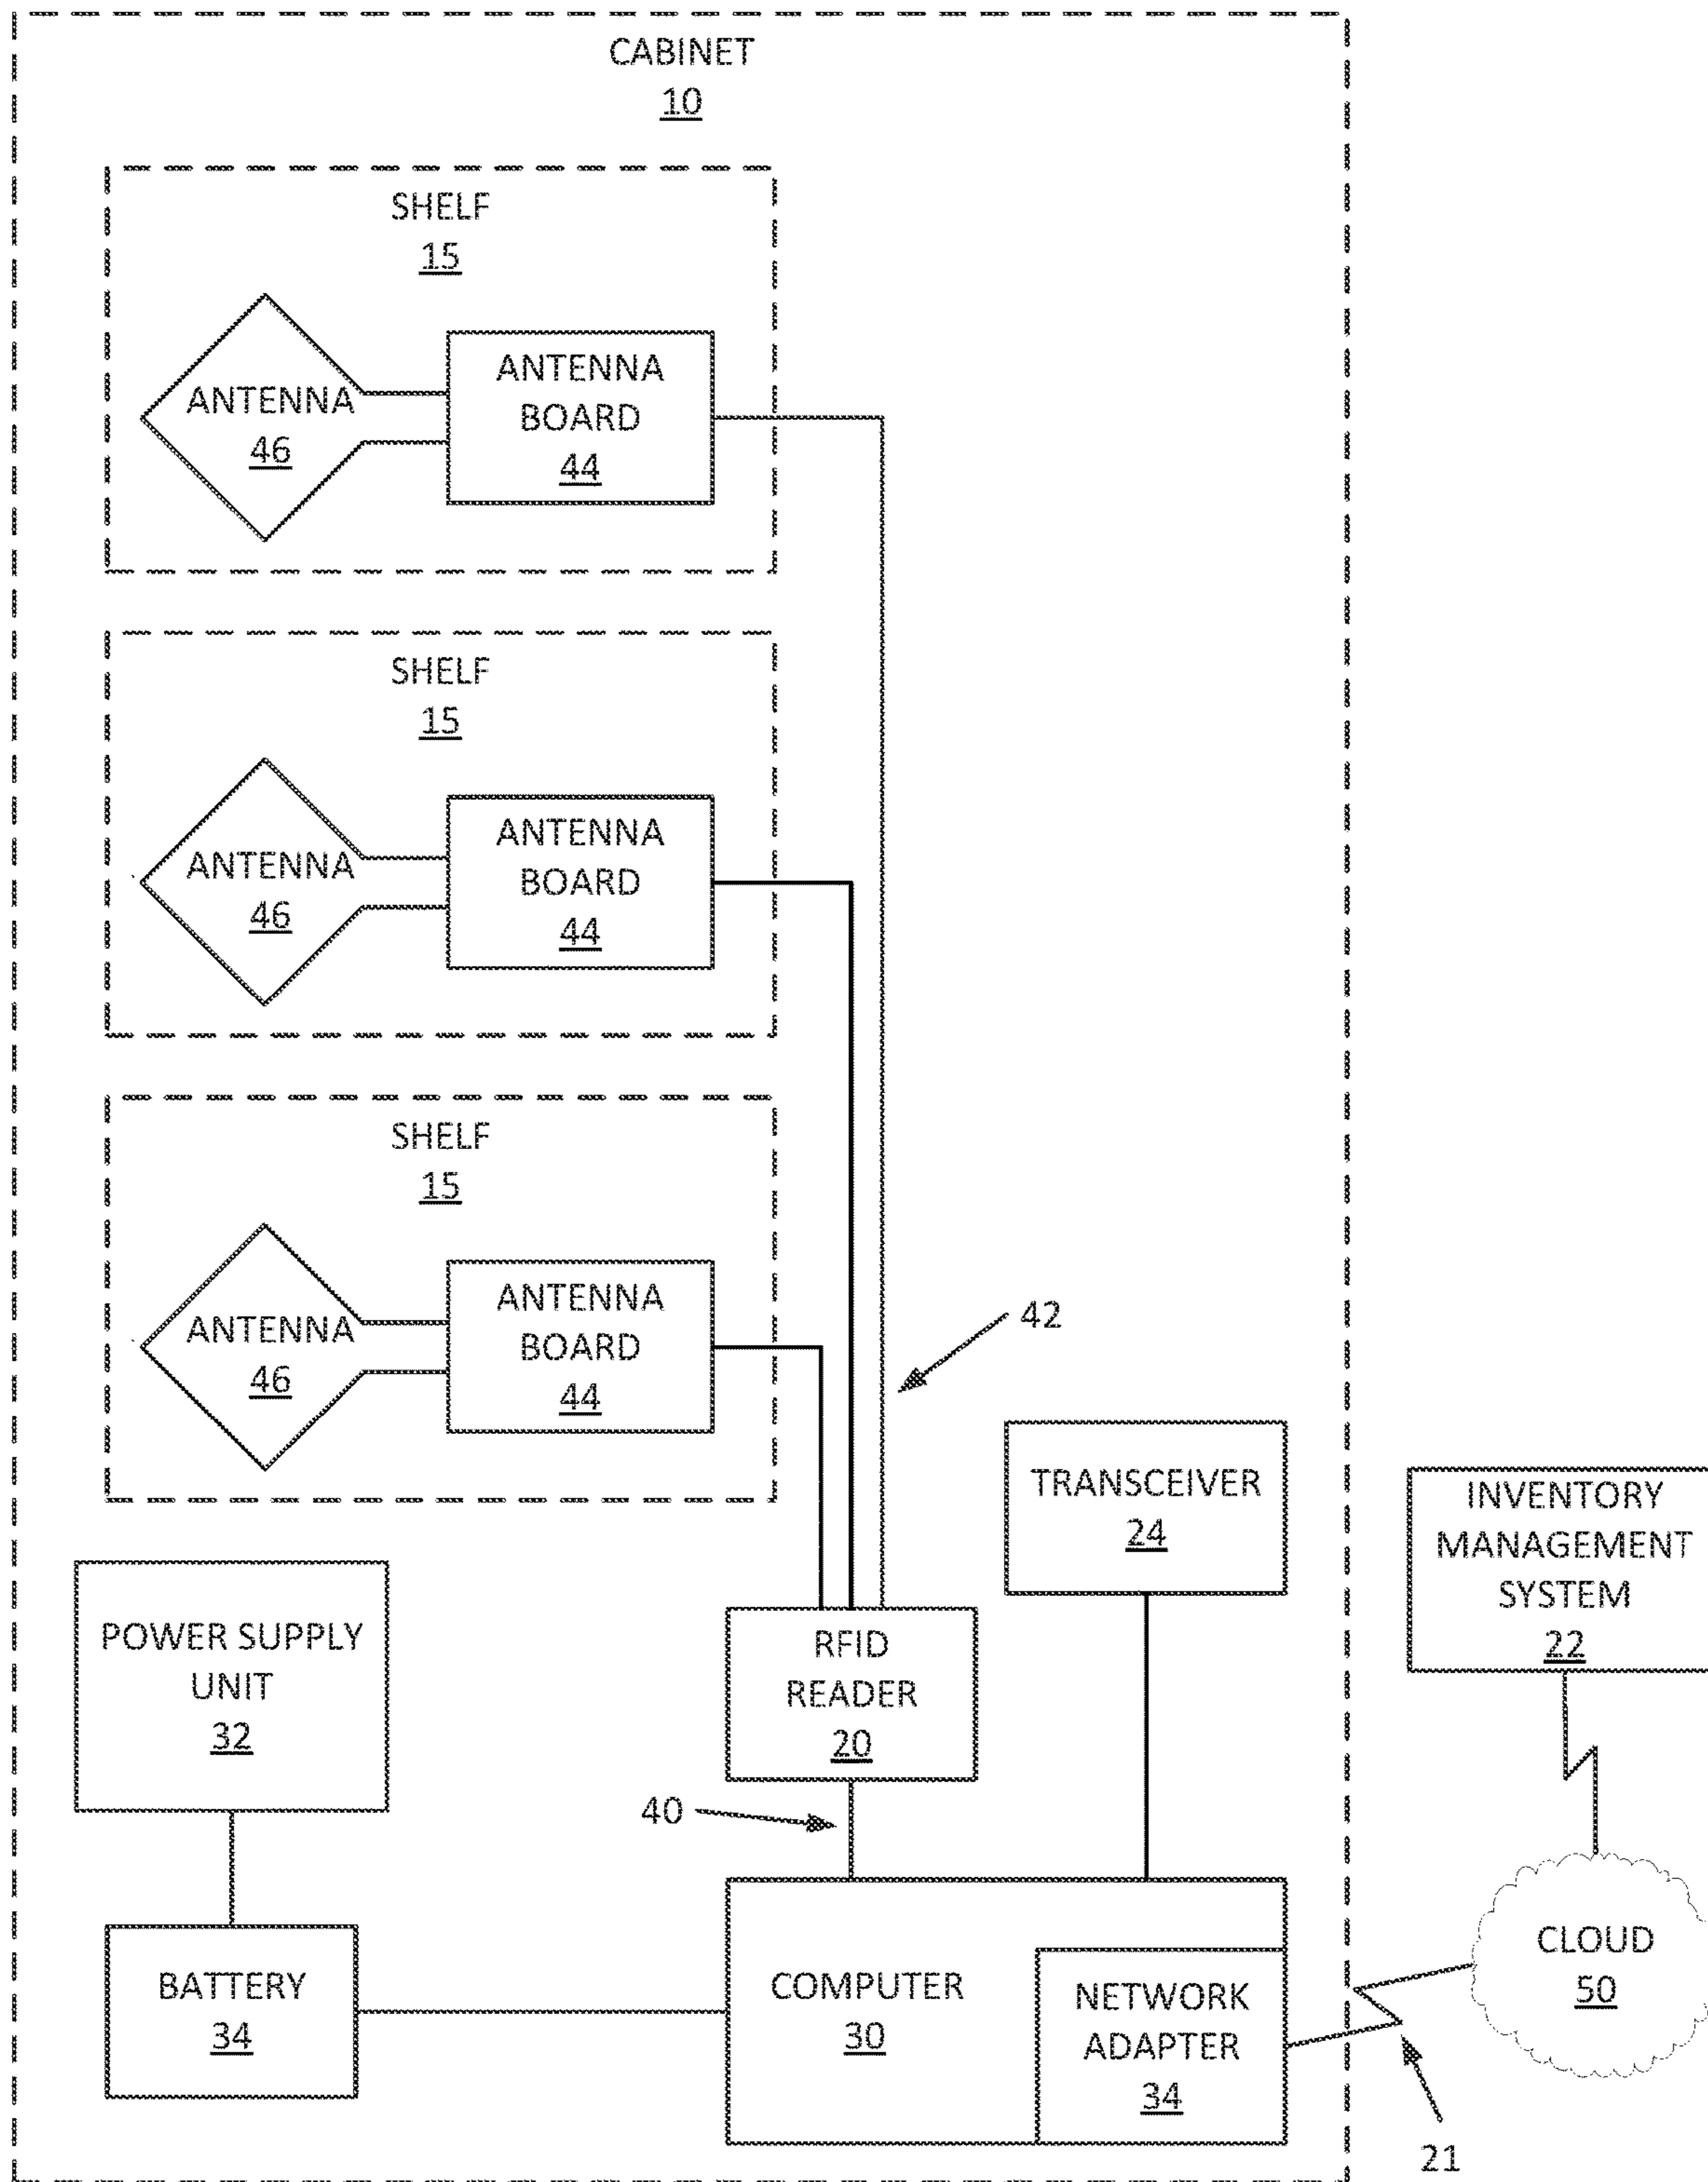 CABINET
10
SHELF
15
ANTENNA
46
ANTENNA
BOARD
44
SHELF
15
ANTENNA
46
ANTENNA
BOARD
44
SHELF
15
ANTENNA
46
ANTENNA
BOARD
44
42
TRANSCEIVER
24
INVENTORY
MANAGEMENT
SYSTEM
22
POWER SUPPLY
UNIT
32
RFID
READER
20
40
BATTERY
34
COMPUTER
30
NETWORK
ADAPTER
34
CLOUD
50
21